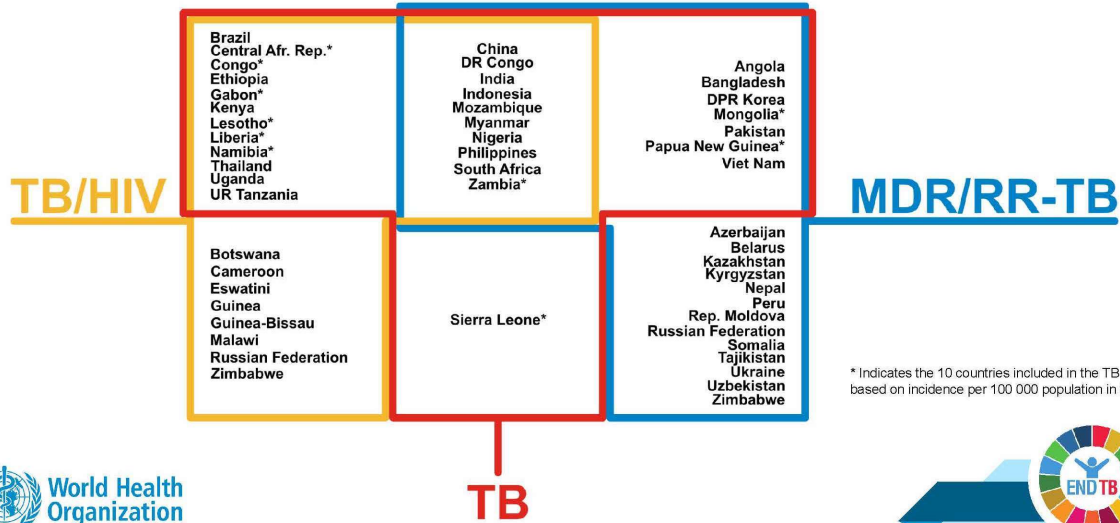 Brazil
Central Afr. Rep.*
Congo*
Ethiopia
Gabon*
Kenya
Lesotho*
Liberia*
Namibia*
Thailand
Uganda
UR Tanzania
China
DR Congo
India
Indonesia
Mozambique
Myanmar
Nigeria
Philippines
South Africa
Zambia*
Angola
Bangladesh
DPR Korea
Mongolia*
Pakistan
Papua New Guinea*
Viet Nam
TB/HIV
MDR/RR-TB
Botswana
Cameroon
Eswatini
Guinea
Guinea-Bissau
Malawi
Russian Federation
Zimbabwe
Sierra Leone*
Azerbaijan
Belarus
Kazakhstan
Kyrgyzstan
Nepal
Peru
Rep. Moldova
Russian Federation
Somalia
Tajikistan
Ukraine
Uzbekistan
Zimbabwe
* Indicates the 10 countries included in the TB
based on incidence per 100 000 population in
TB
World Health
Organization
END TB